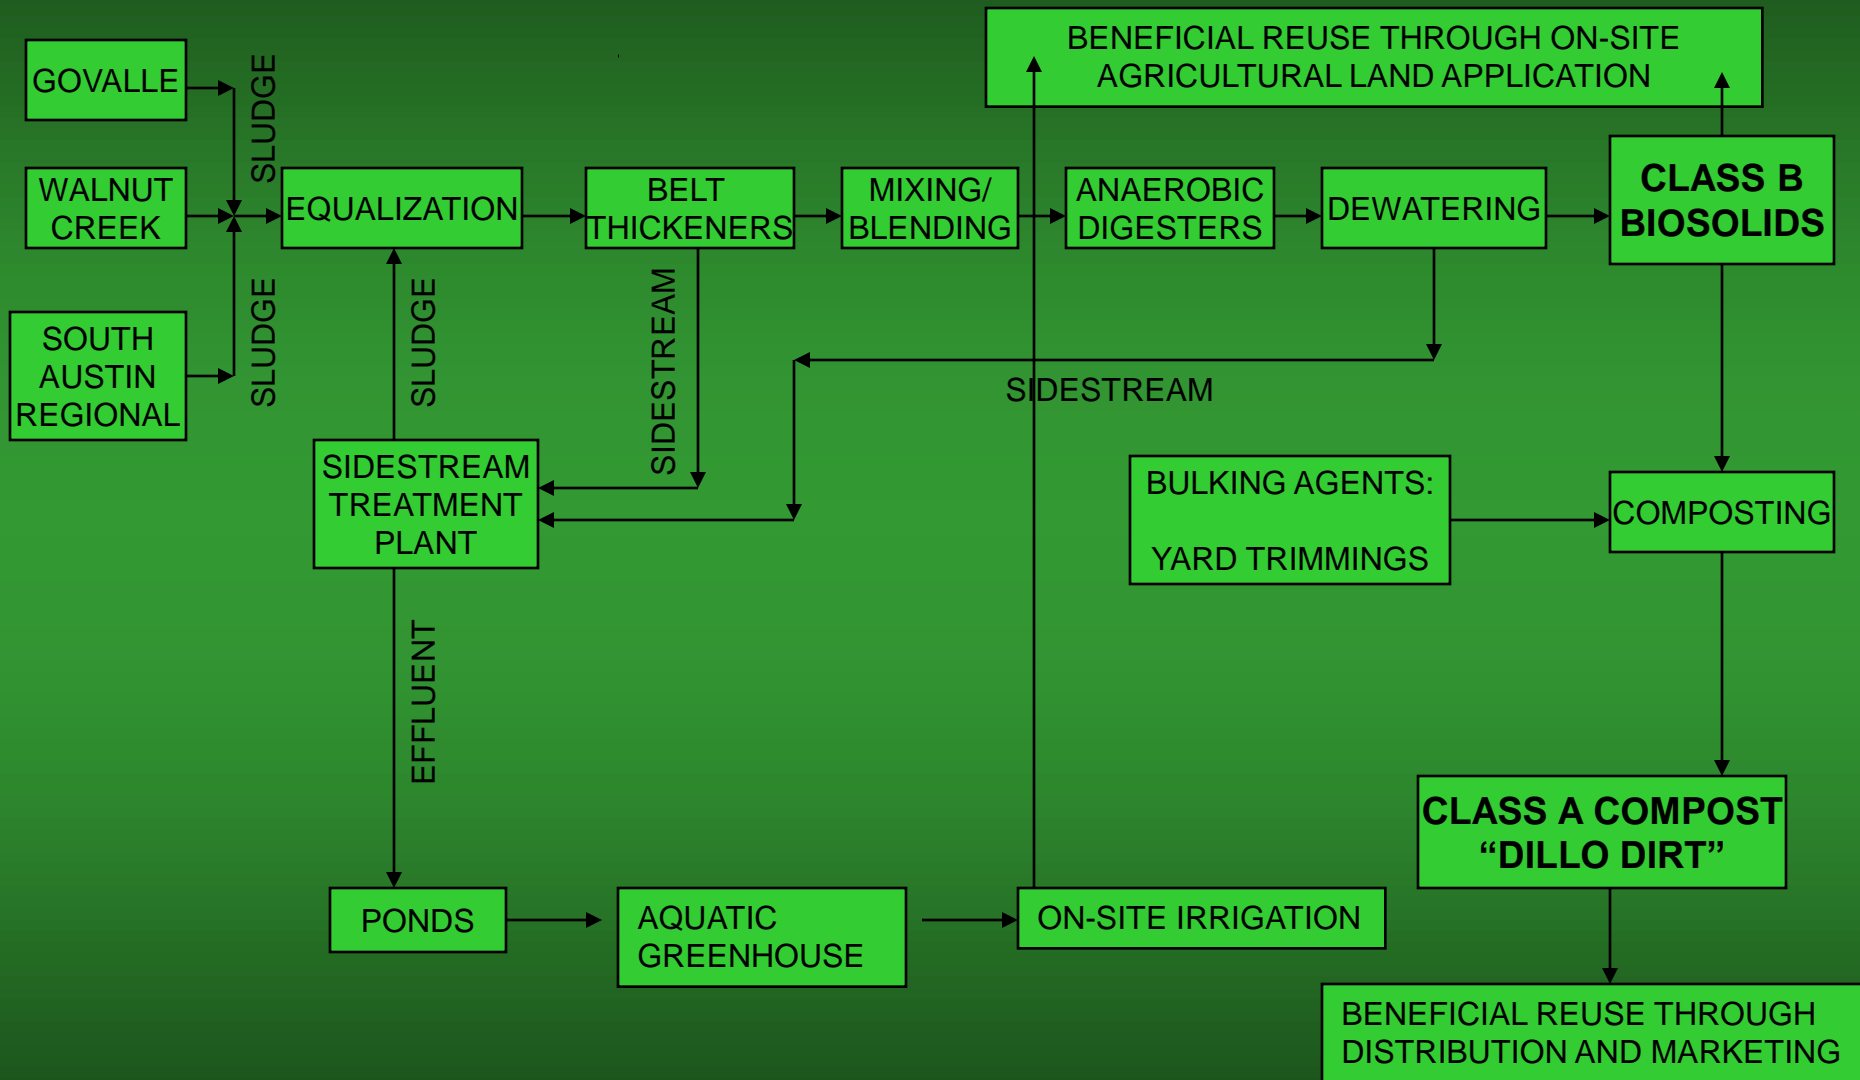 BENEFICIAL REUSE THROUGH ON-SITE
AGRICULTURAL LAND APPLICATION
GOVALLE
SLUDGE
WALNUT
CREEK
EQUALIZATION
BELT
THICKENERS
MIXING/
BLENDING
ANAEROBIC
DIGESTERS
DEWATERING
CLASS B
BIOSOLIDS
SOUTH
AUSTIN
REGIONAL
SLUDGE
SLUDGE
SIDESTREAM
SIDESTREAM
SIDESTREAM
TREATMENT
PLANT
BULKING AGENTS:
YARD TRIMMINGS
COMPOSTING
EFFLUENT
CLASS A COMPOST
“DILLO DIRT”
PONDS
AQUATIC
GREENHOUSE
ON-SITE IRRIGATION
BENEFICIAL REUSE THROUGH
DISTRIBUTION AND MARKETING